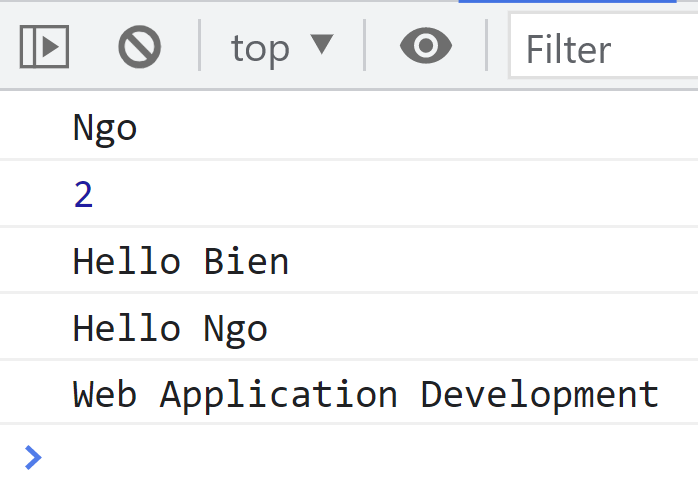 top
Filter
Ngo
2
Hello Bien
Hello Ngo
Web Application Development